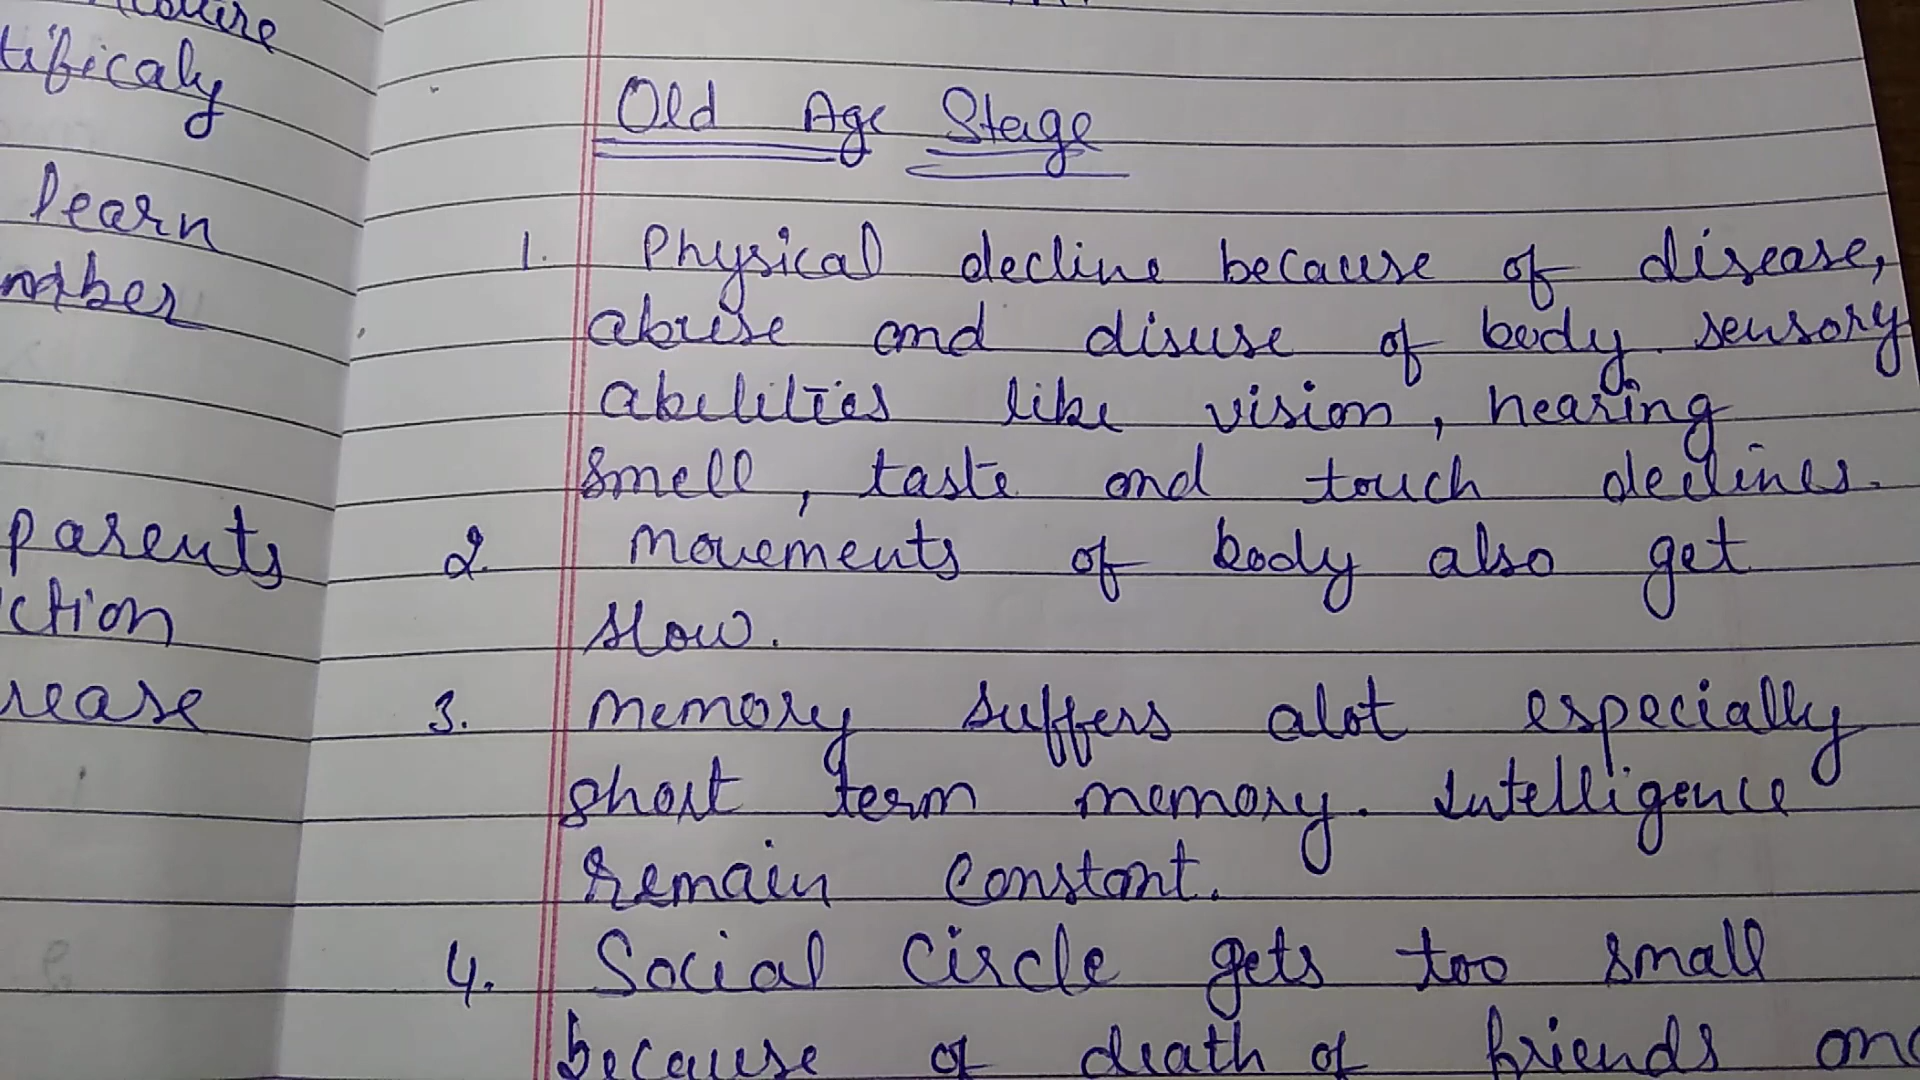 tificaly
learn
parents
ction
rease
Old Age Stage
1. Physical decline because of disease,
abuse and disuse of body. sensory
abilities like vision, hearing
smell, taste and touch declines.
2. movements of body also get
slow.
3. memory suffers alot especially
short term memory. Intelligence
remain constant.
4. Social circle gets too small
because of death of friends and